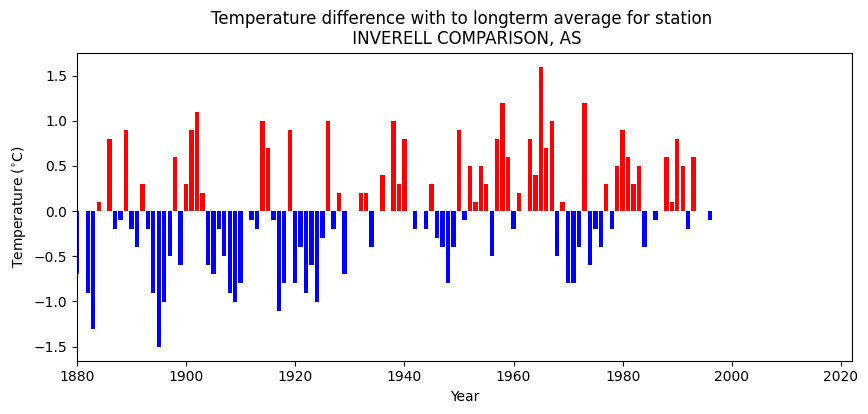 Temperature difference with to longterm average for station
INVERELL COMPARISON, AS
Temperature (°C)
1.5
1.0
0.5
0.0
−0.5
−1.0
−1.5
1880 1900 1920 1940 1960 1980 2000 2020
Year